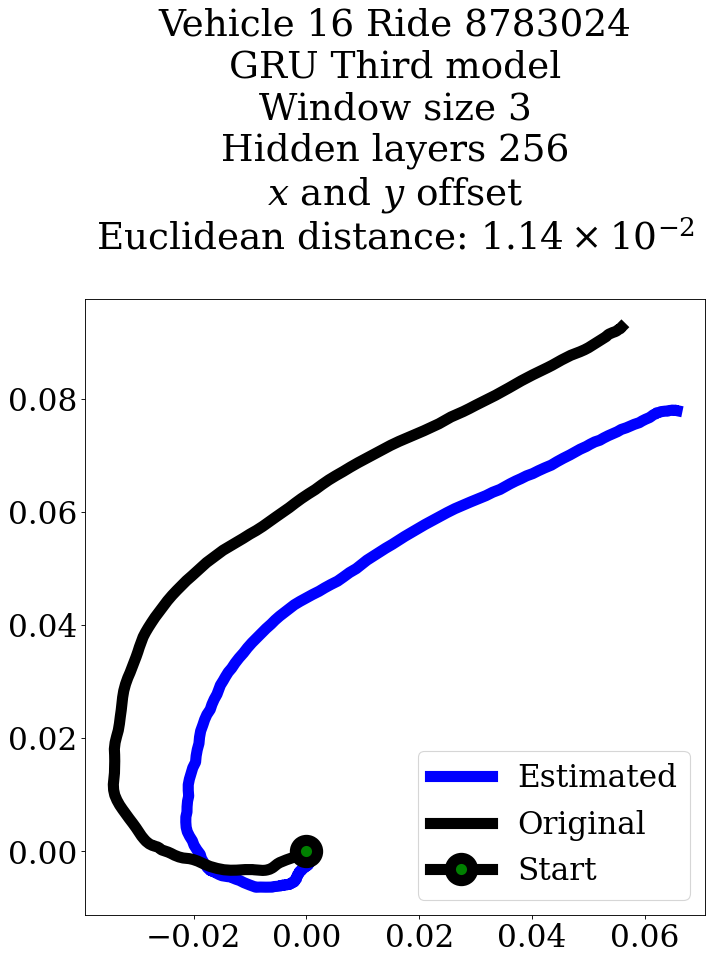 Vehicle 16 Ride 8783024
GRU Third model
Window size 3
Hidden layers 256
x and y offset
Euclidean distance: 1.14 × 10⁻²
0.08
0.06
0.04
0.02
0.00
−0.02 0.00 0.02 0.04 0.06
Estimated
Original
Start